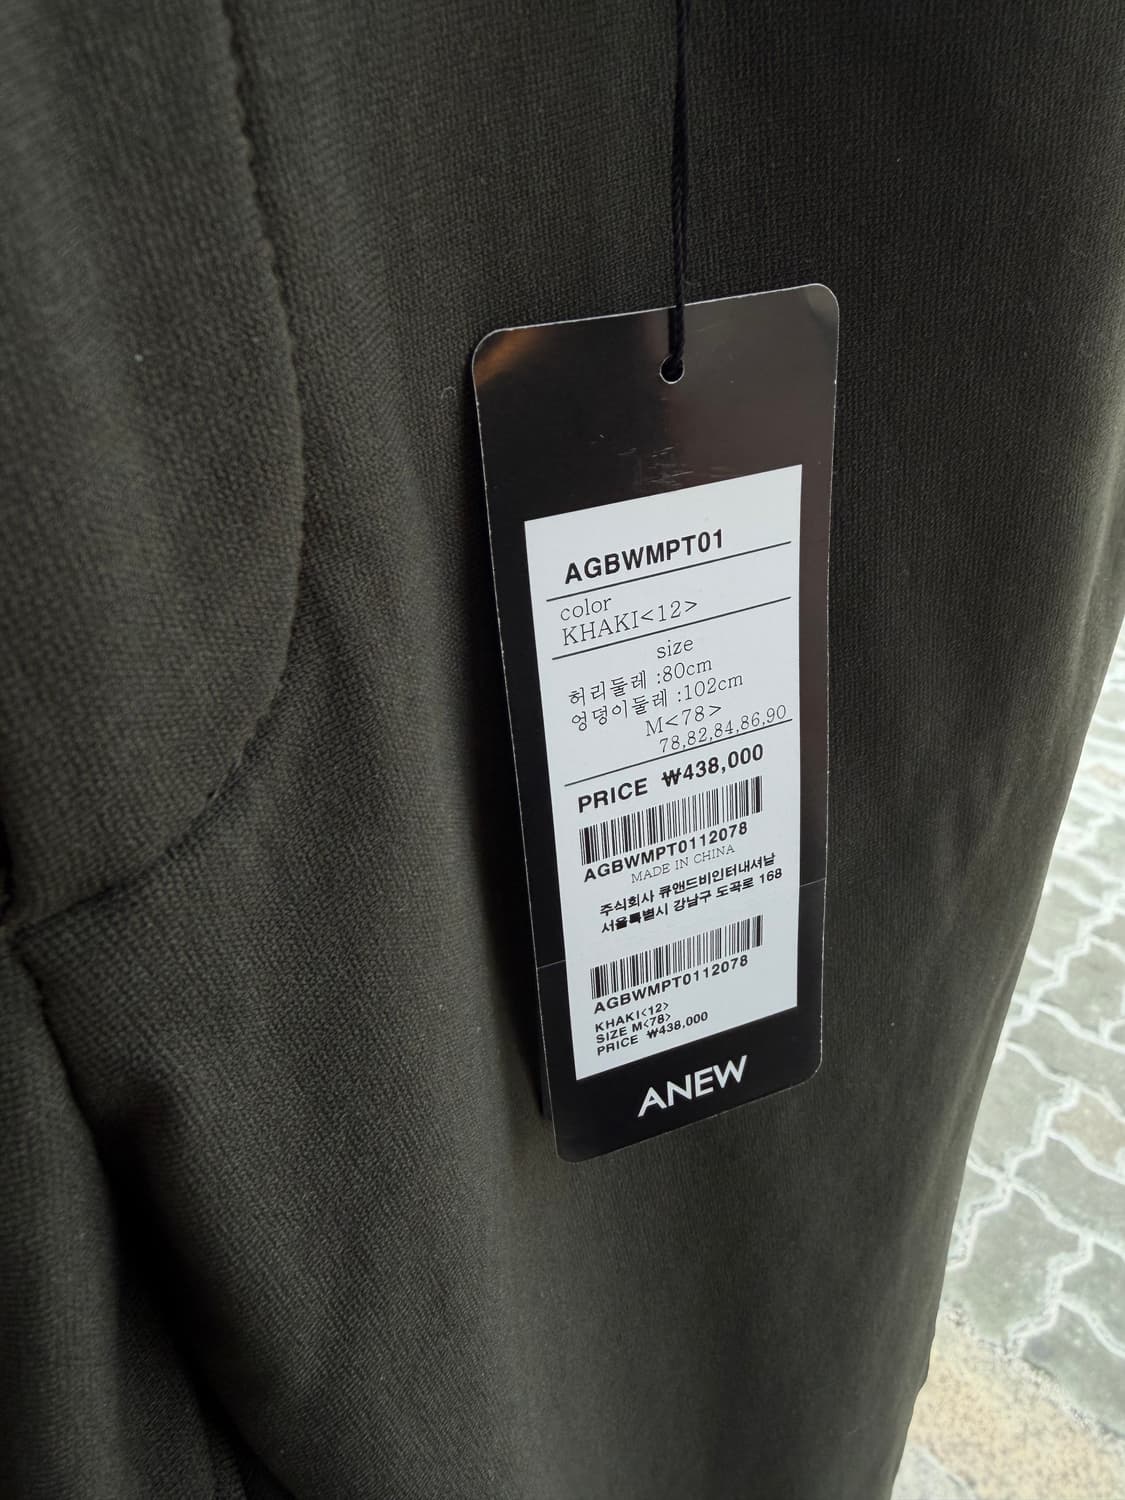 AGBWMPT01
color
KHAKI<12>
size
허리둘레 :80cm
엉덩이둘레 :102cm
M<78>
78,82,84,86,90
PRICE ₩438,000
AGBWMPT0112078
MADE IN CHINA
주식회사 큐앤드비인터내셔날
서울특별시 강남구 도곡로 168
AGBWMPT0112078
KHAKI<12>
SIZE M<78>
PRICE ₩438,000
ANEW